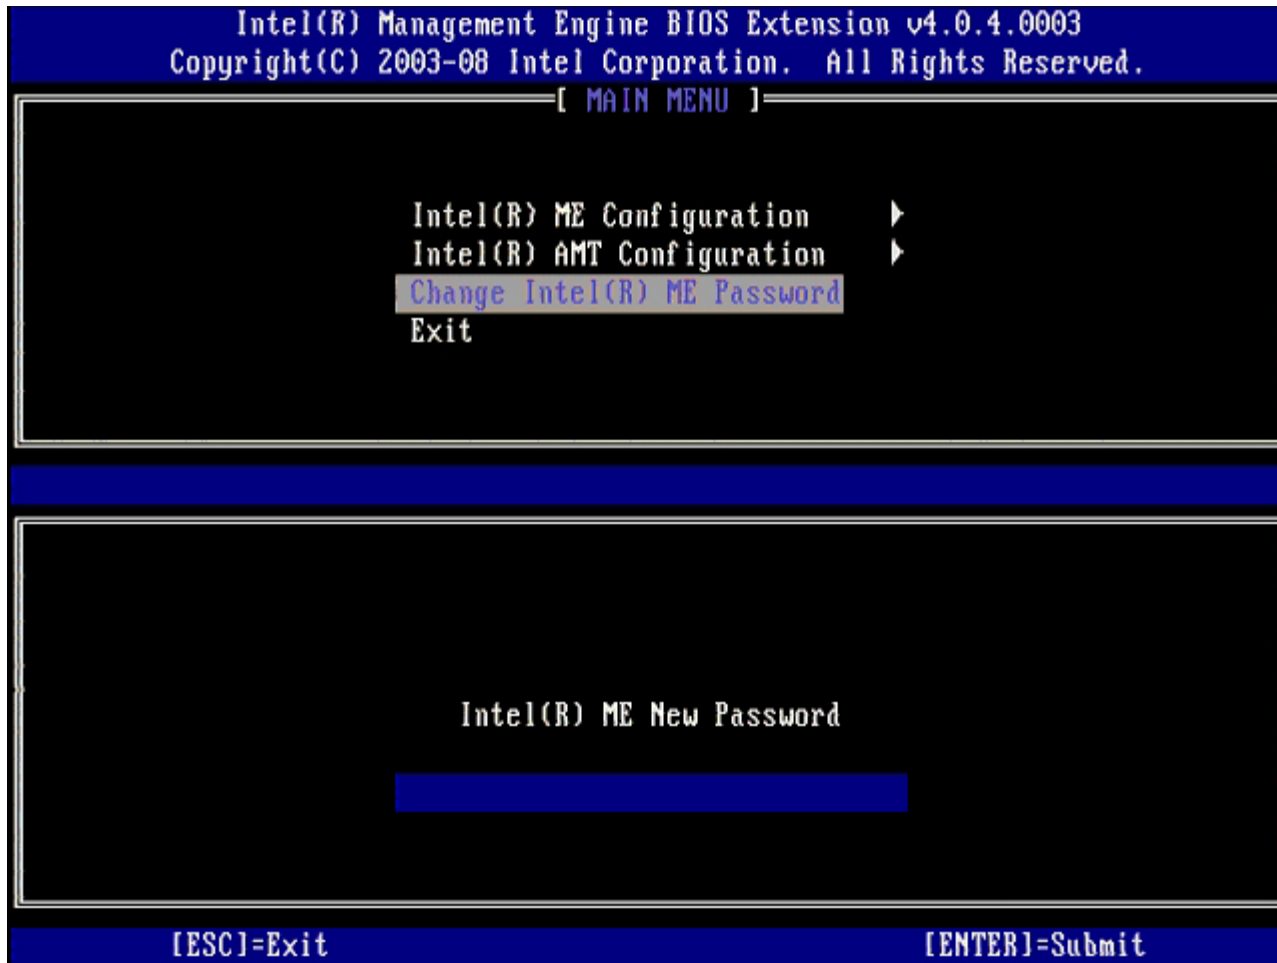 Intel(R) Management Engine BIOS Extension v4.0.4.0003
Copyright(C) 2003-08 Intel Corporation. All Rights Reserved.
[ MAIN MENU ]
Intel(R) ME Configuration
Intel(R) AMT Configuration
Change Intel(R) ME Password
Exit
Intel(R) ME New Password
[ESC]=Exit [ENTER]=Submit